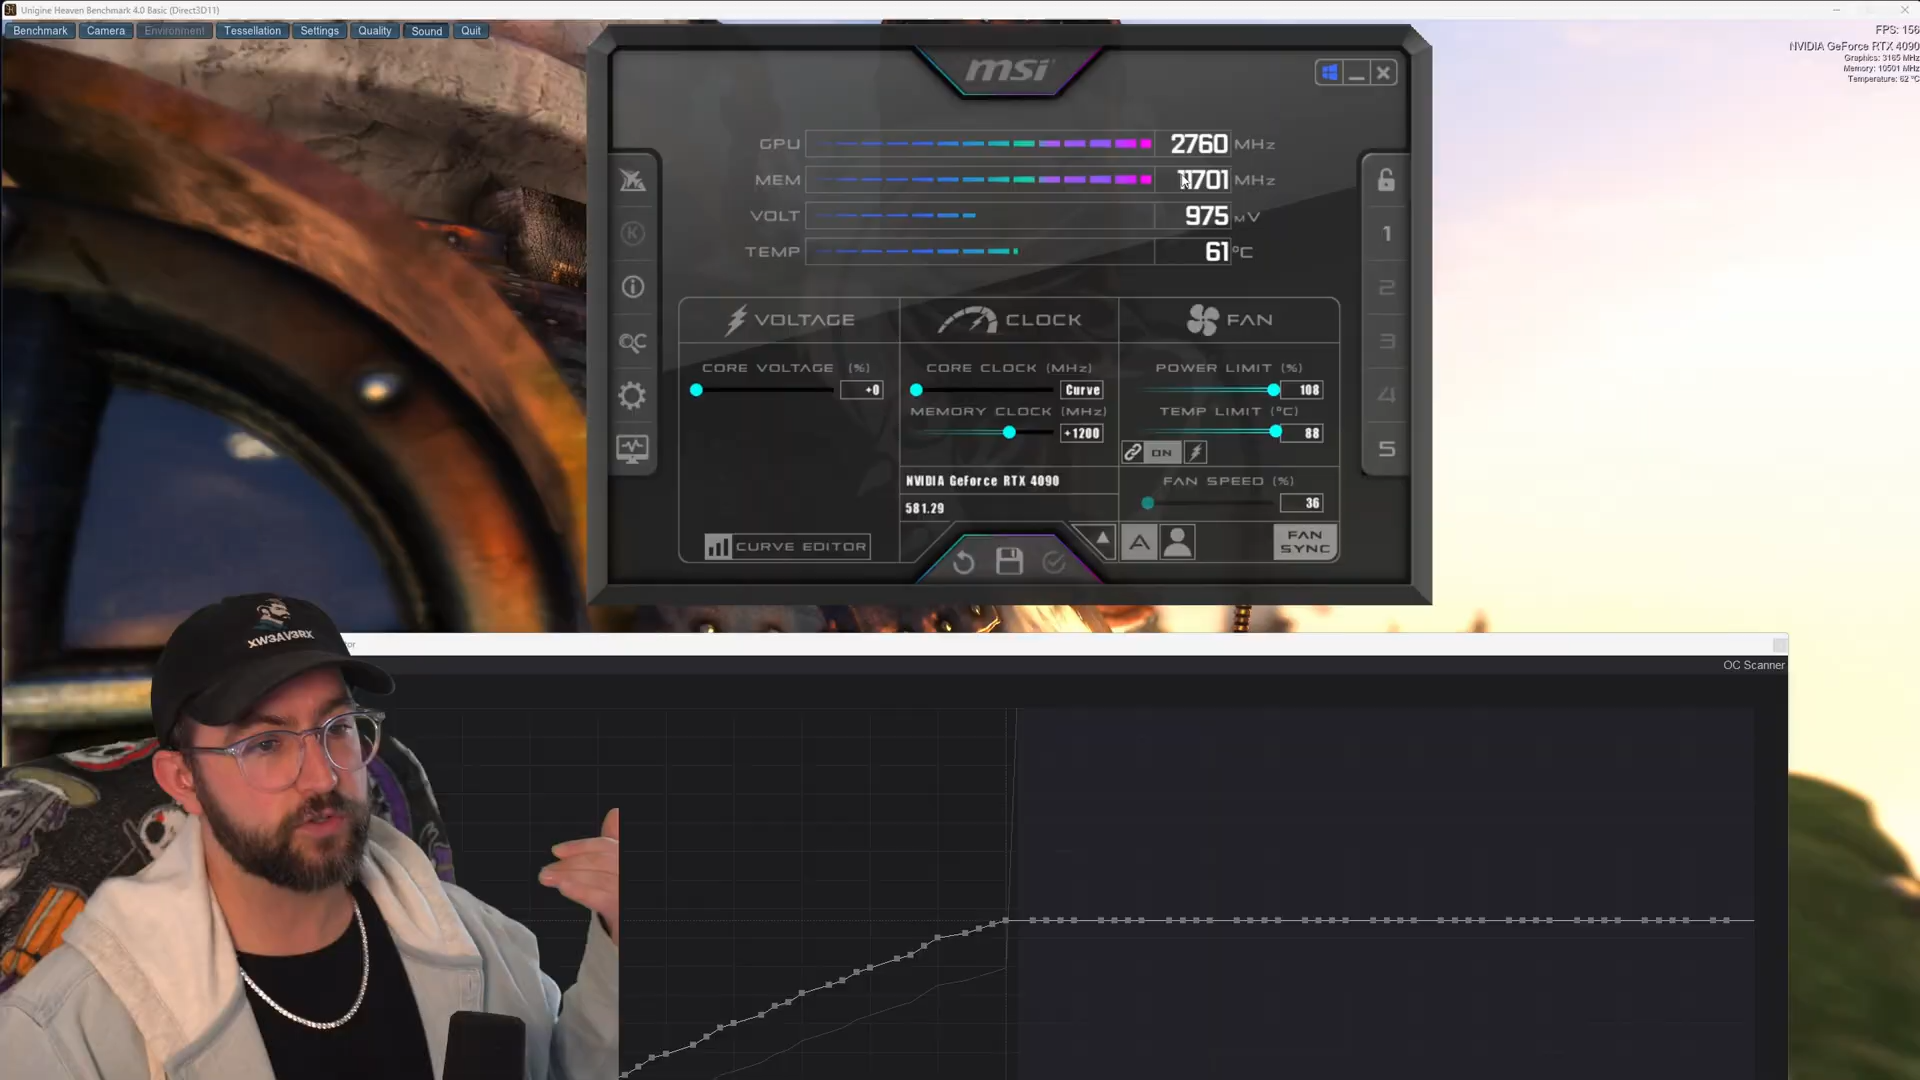 Unigine Heaven Benchmark 4.0 Basic (Direct3D11)
Benchmark Camera Environment Tessellation Settings Quality Sound Quit
FPS: 156
NVIDIA GeForce RTX 4090
Graphics: 3165 MHz
Memory: 10501 MHz
Temperature: 62 °C
msi
GPU 2760 MHz
MEM 11701 MHz
VOLT 975 mV
TEMP 61 °C
K
i
OC
1
2
3
4
5
VOLTAGE
CLOCK
FAN
CORE VOLTAGE (%)
+0
CORE CLOCK (MHz)
Curve
MEMORY CLOCK (MHz)
+1200
POWER LIMIT (%)
108
TEMP LIMIT (°C)
88
ON
NVIDIA GeForce RTX 4090
581.29
FAN SPEED (%)
36
CURVE EDITOR
A
FAN
SYNC
OC Scanner
XW3AV3RX